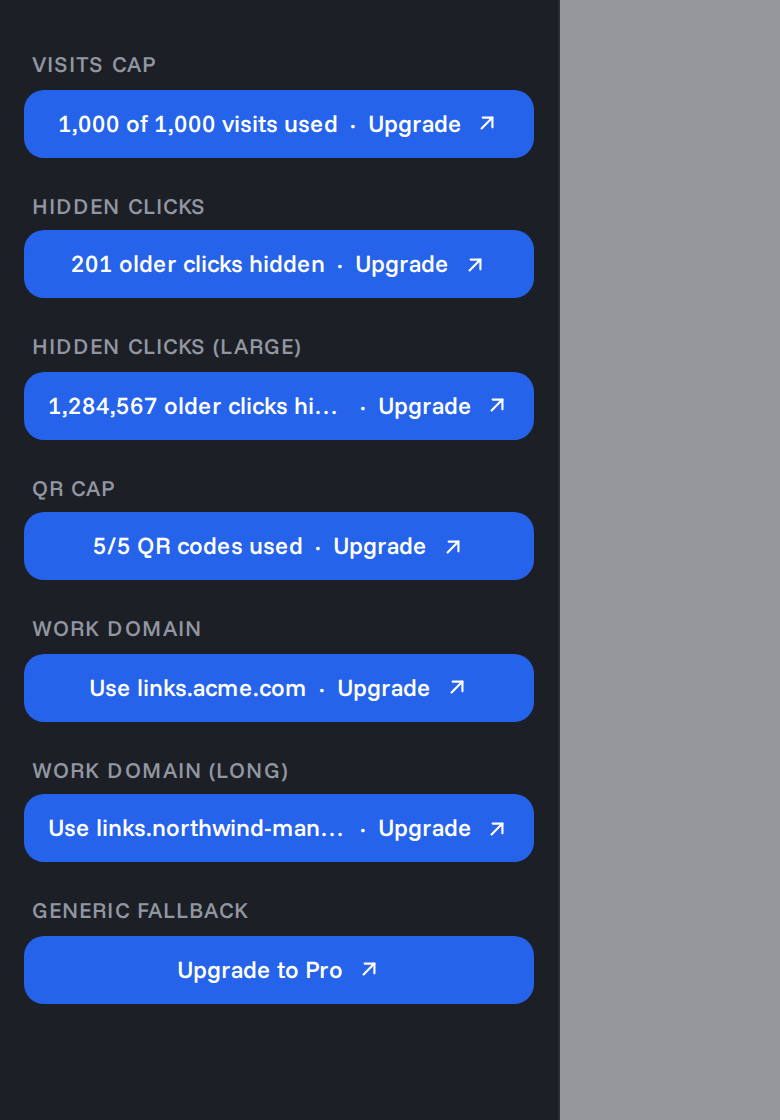 VISITS CAP
1,000 of 1,000 visits used · Upgrade ↗
HIDDEN CLICKS
201 older clicks hidden · Upgrade ↗
HIDDEN CLICKS (LARGE)
1,284,567 older clicks hi… · Upgrade ↗
QR CAP
5/5 QR codes used · Upgrade ↗
WORK DOMAIN
Use links.acme.com · Upgrade ↗
WORK DOMAIN (LONG)
Use links.northwind-man… · Upgrade ↗
GENERIC FALLBACK
Upgrade to Pro ↗